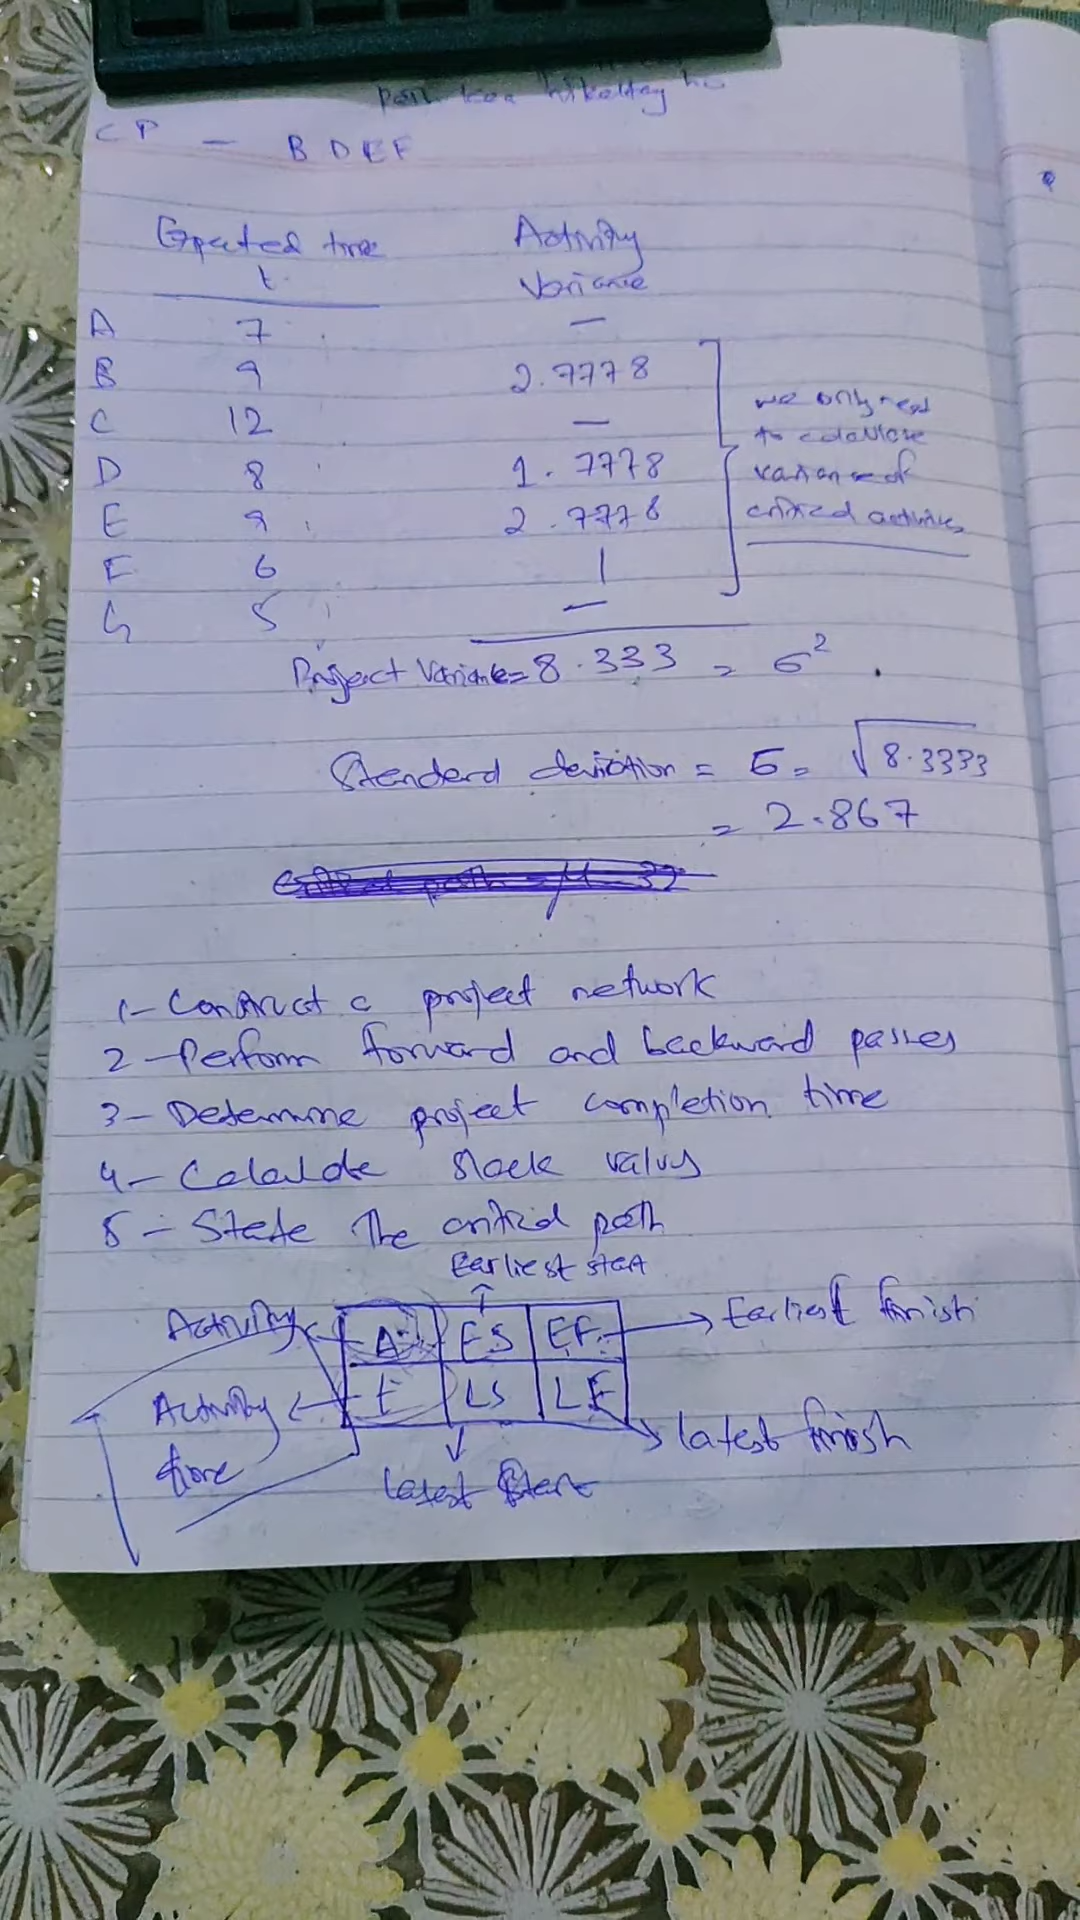 CP - B D E F
Expected time Activity
t. Variance
A 7 —
B 9 2.7778
C 12 —
D 8 1.7778
E 9 2.7778
F 6 1
G 5 —
we only need
to calculate
variance of
critical activities
Project Variance = 8.333 = σ²
Standard deviation = σ = √8.3333
= 2.867
1- Construct a project network
2- Perform forward and backward passes
3- Determine project completion time
4- Calculate slack values
5- State the critical path
Earliest start
Activity A ES EF Earliest finish
Activity t LS LF latest finish
time
latest start